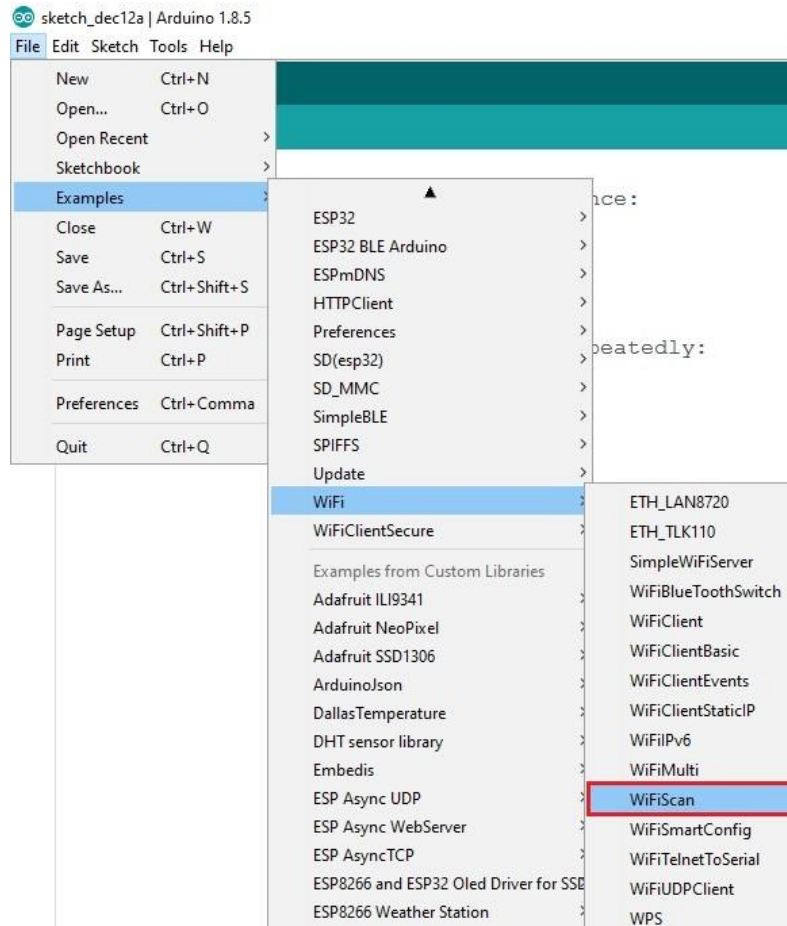 sketch_dec12a | Arduino 1.8.5
File Edit Sketch Tools Help
New Ctrl+N
Open... Ctrl+O
Open Recent
Sketchbook
Examples
Close Ctrl+W
Save Ctrl+S
Save As... Ctrl+Shift+S
Page Setup Ctrl+Shift+P
Print Ctrl+P
Preferences Ctrl+Comma
Quit Ctrl+Q
nce:
peatedly:
ESP32
ESP32 BLE Arduino
ESPmDNS
HTTPClient
Preferences
SD(esp32)
SD_MMC
SimpleBLE
SPIFFS
Update
WiFi
WiFiClientSecure
Examples from Custom Libraries
Adafruit ILI9341
Adafruit NeoPixel
Adafruit SSD1306
ArduinoJson
DallasTemperature
DHT sensor library
Embedis
ESP Async UDP
ESP Async WebServer
ESP AsyncTCP
ESP8266 and ESP32 Oled Driver for SSD
ESP8266 Weather Station
ETH_LAN8720
ETH_TLK110
SimpleWiFiServer
WiFiBlueToothSwitch
WiFiClient
WiFiClientBasic
WiFiClientEvents
WiFiClientStaticIP
WiFiIPv6
WiFiMulti
WiFiScan
WiFiSmartConfig
WiFiTelnetToSerial
WiFiUDPClient
WPS